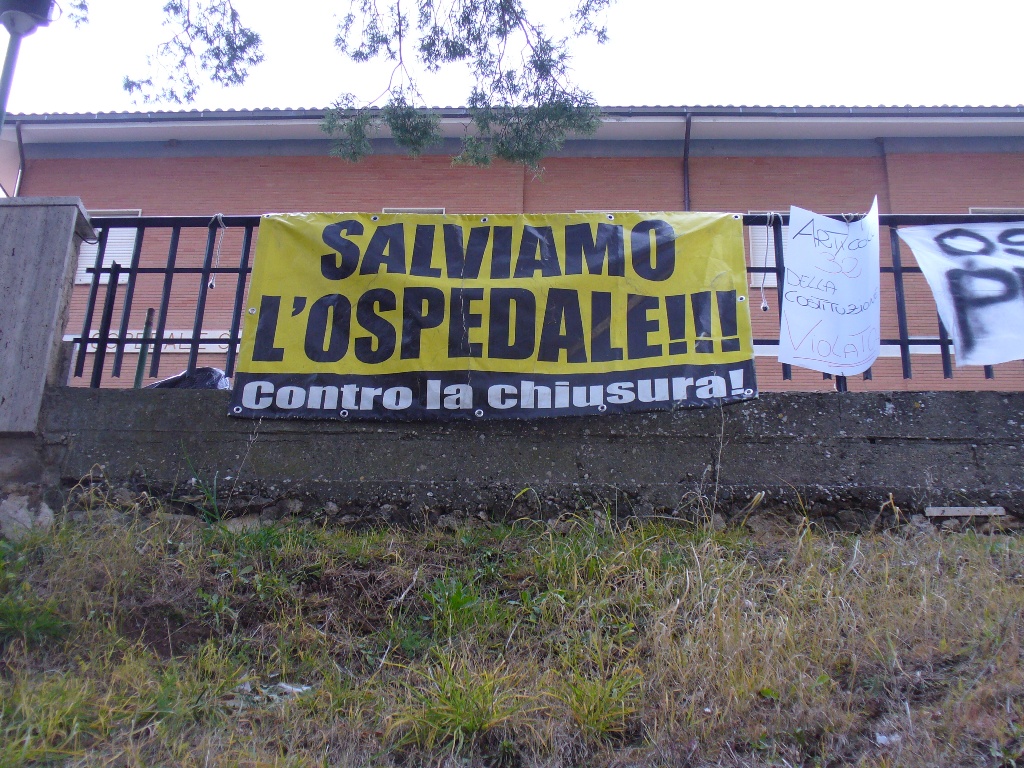 SALVIAMO
L'OSPEDALE!!!
Contro la chiusura!
ARTICOLO
32
DELLA
COSTITUZIONE
VIOLATO